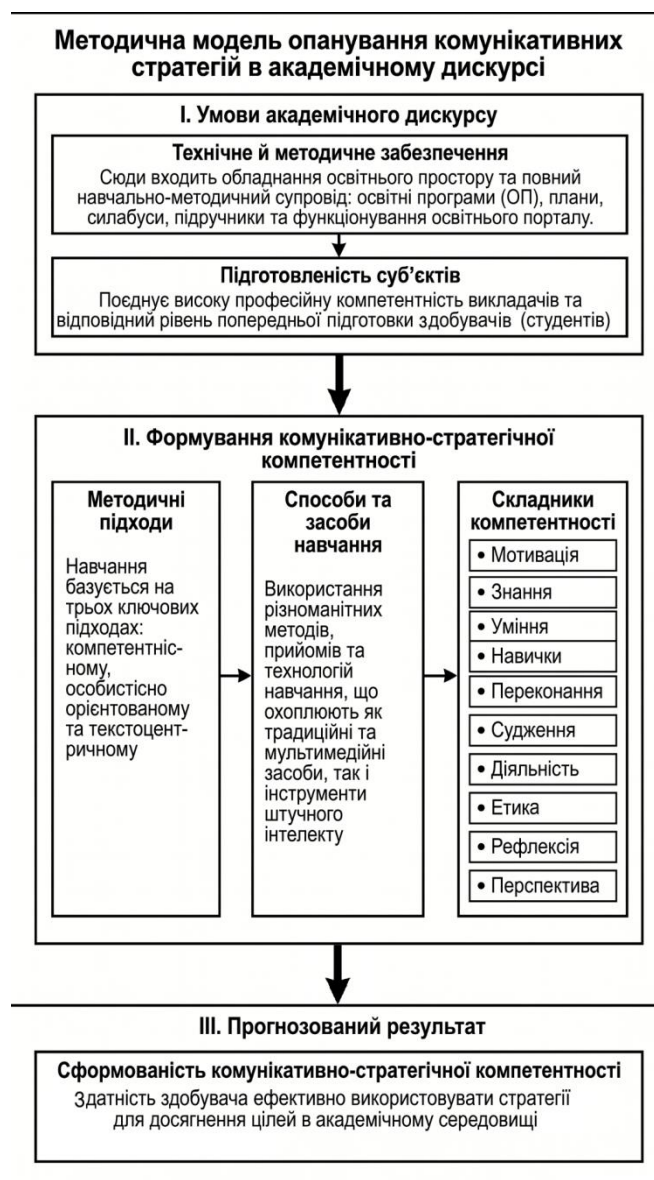 Методична модель опанування комунікативних
стратегій в академічному дискурсі
І. Умови академічного дискурсу
Технічне й методичне забезпечення
Сюди входить обладнання освітнього простору та повний
навчально-методичний супровід: освітні програми (ОП), плани,
силабуси, підручники та функціонування освітнього порталу.
Підготовленість суб’єктів
Поєднує високу професійну компетентність викладачів та
відповідний рівень попередньої підготовки здобувачів (студентів)
ІІ. Формування комунікативно-стратегічної
компетентності
Методичні
підходи
Навчання
базується на
трьох ключових
підходах:
компетентніс-
ному,
особистісно
орієнтованому
та текстоцент-
ричному
Способи та
засоби
навчання
Використання
різноманітних
методів,
прийомів та
технологій
навчання, що
охоплюють як
традиційні та
мультимедійні
засоби, так і
інструменти
штучного
інтелекту
Складники
компетентності
• Мотивація
• Знання
• Уміння
• Навички
• Переконання
• Судження
• Діяльність
• Етика
• Рефлексія
• Перспектива
ІІІ. Прогнозований результат
Сформованість комунікативно-стратегічної компетентності
Здатність здобувача ефективно використовувати стратегії
для досягнення цілей в академічному середовищі